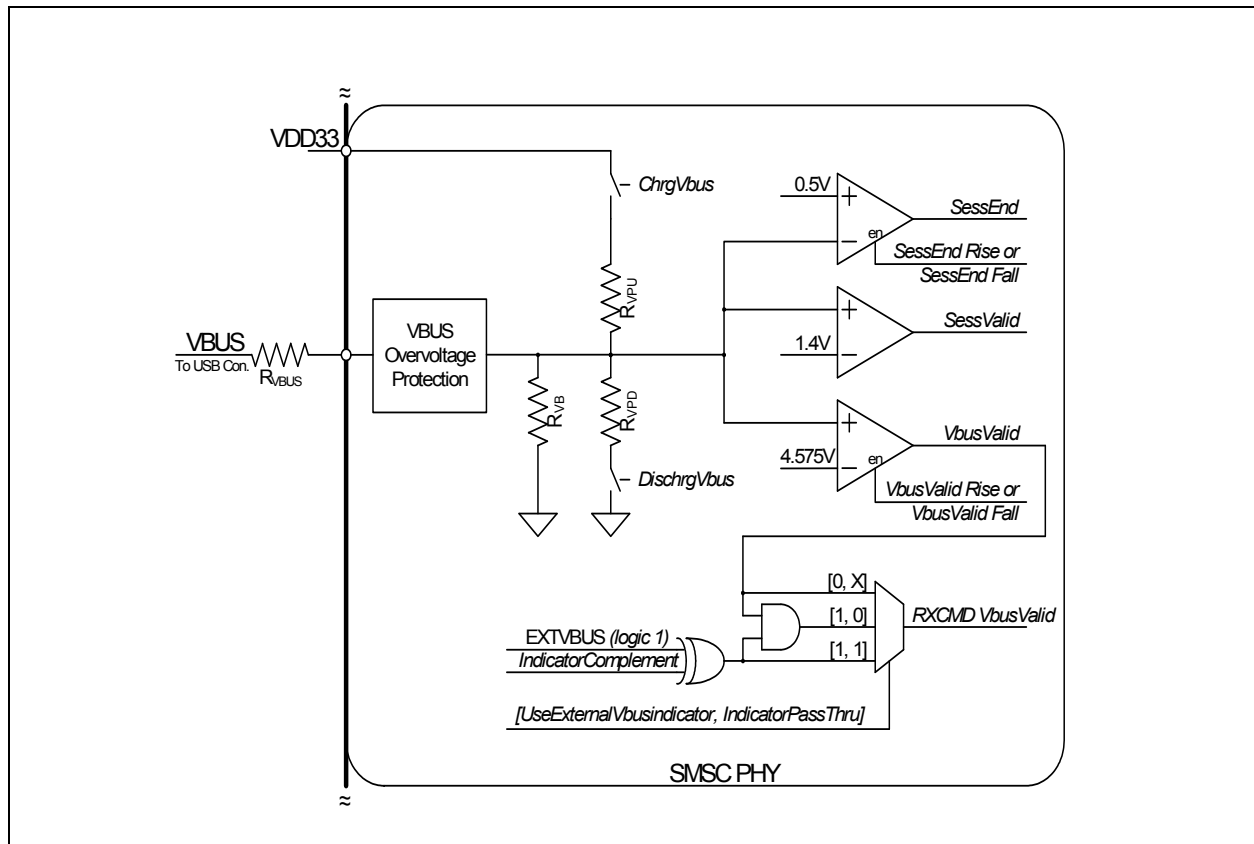 ≈
VDD33
ChrgVbus
0.5V
+
−
en
SessEnd
SessEnd Rise or
SessEnd Fall
RVPU
VBUS
To USB Con.
RVBUS
VBUS
Overvoltage
Protection
+
1.4V
−
SessValid
RVB
RVPD
DischrgVbus
+
4.575V
−
en
VbusValid
VbusValid Rise or
VbusValid Fall
[0, X]
[1, 0]
[1, 1]
RXCMD VbusValid
EXTVBUS (logic 1)
IndicatorComplement
[UseExternalVbusindicator, IndicatorPassThru]
SMSC PHY
≈